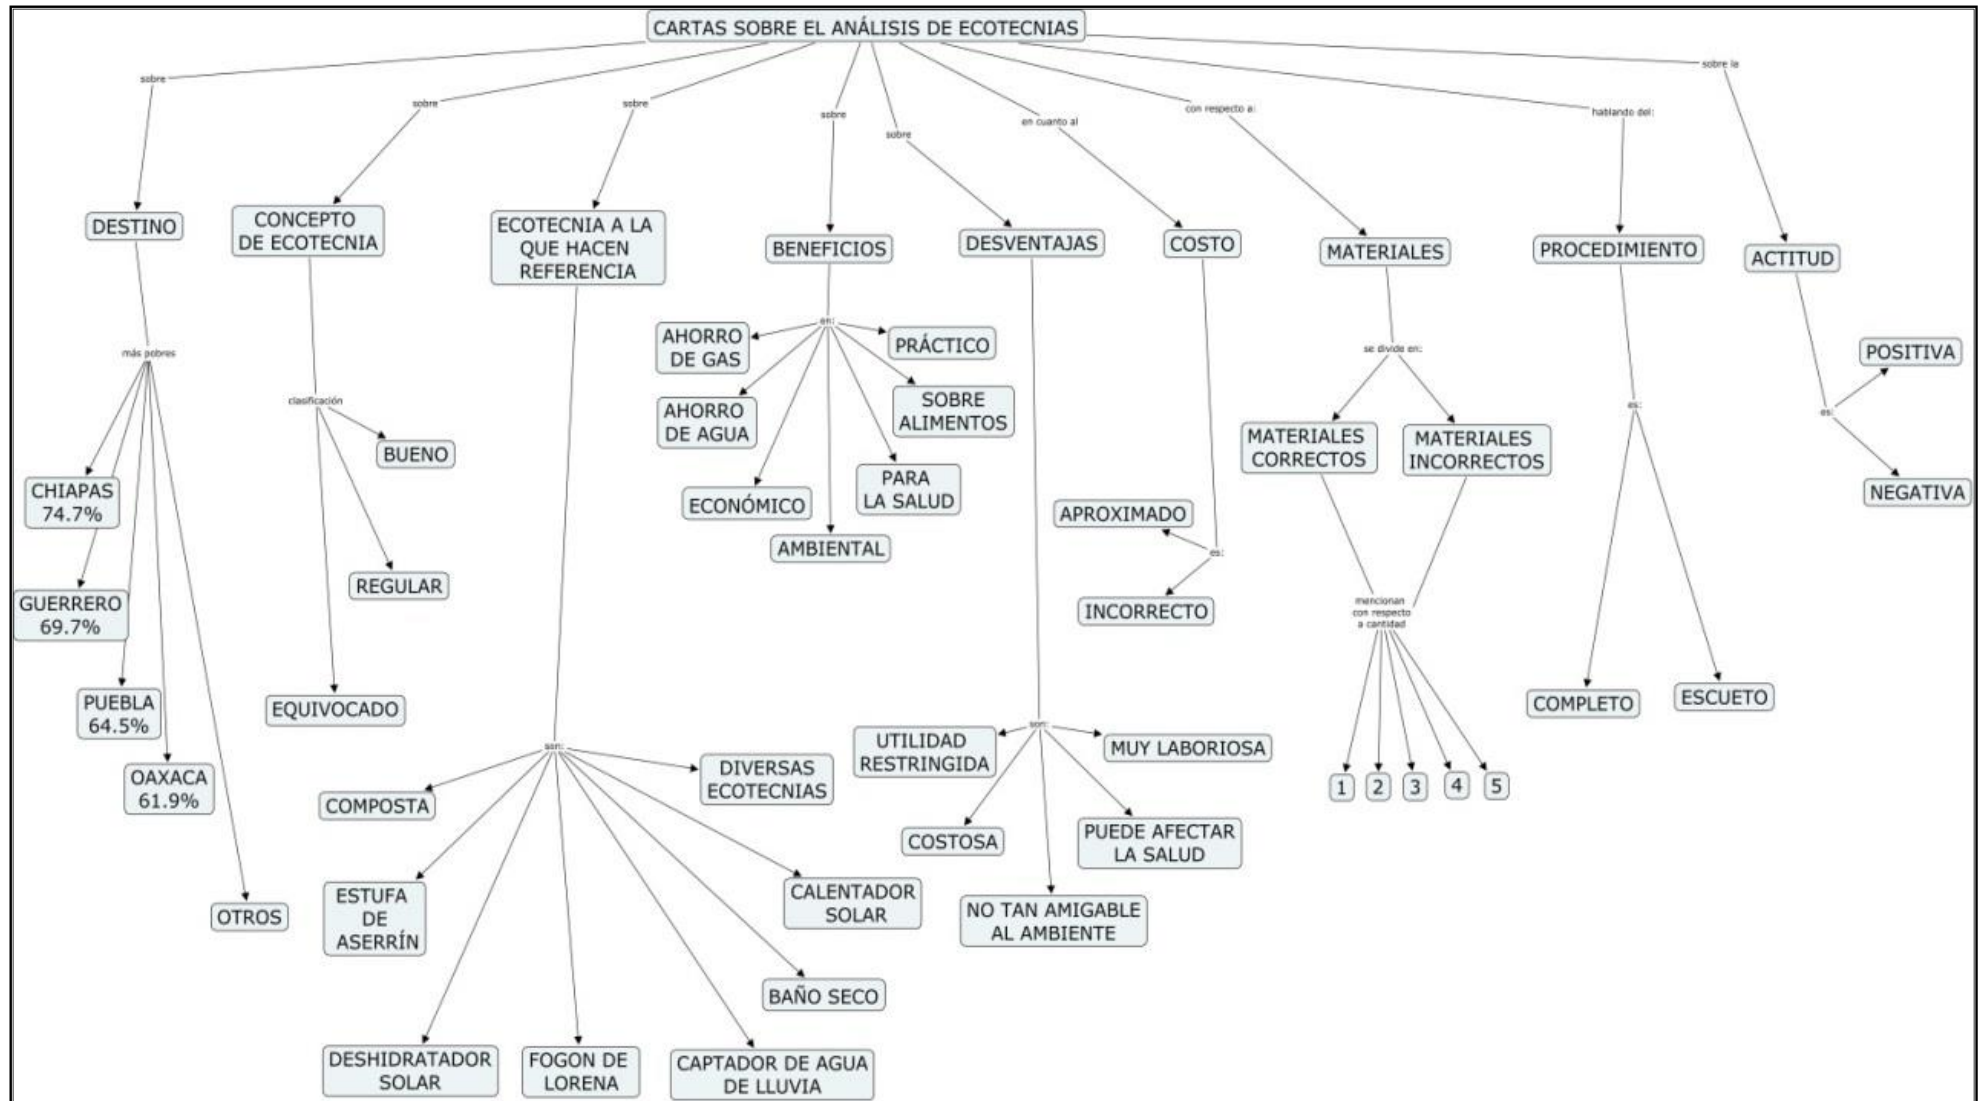 CARTAS SOBRE EL ANÁLISIS DE ECOTECNIAS
sobre
sobre
sobre
sobre
sobre
en cuanto al
con respecto a:
hablando del:
sobre la
DESTINO
CONCEPTO
DE ECOTECNIA
ECOTECNIA A LA
QUE HACEN
REFERENCIA
BENEFICIOS
DESVENTAJAS
COSTO
MATERIALES
PROCEDIMIENTO
ACTITUD
más pobres
CHIAPAS
74.7%
GUERRERO
69.7%
PUEBLA
64.5%
OAXACA
61.9%
OTROS
clasificación
BUENO
REGULAR
EQUIVOCADO
son:
COMPOSTA
ESTUFA
DE
ASERRÍN
DESHIDRATADOR
SOLAR
FOGON DE
LORENA
CAPTADOR DE AGUA
DE LLUVIA
BAÑO SECO
CALENTADOR
SOLAR
DIVERSAS
ECOTECNIAS
en:
AHORRO
DE GAS
AHORRO
DE AGUA
ECONÓMICO
AMBIENTAL
PARA
LA SALUD
SOBRE
ALIMENTOS
PRÁCTICO
son:
UTILIDAD
RESTRINGIDA
COSTOSA
NO TAN AMIGABLE
AL AMBIENTE
PUEDE AFECTAR
LA SALUD
MUY LABORIOSA
es:
APROXIMADO
INCORRECTO
se divide en:
MATERIALES
CORRECTOS
MATERIALES
INCORRECTOS
mencionan
con respecto
a cantidad
1
2
3
4
5
es:
COMPLETO
ESCUETO
es:
POSITIVA
NEGATIVA